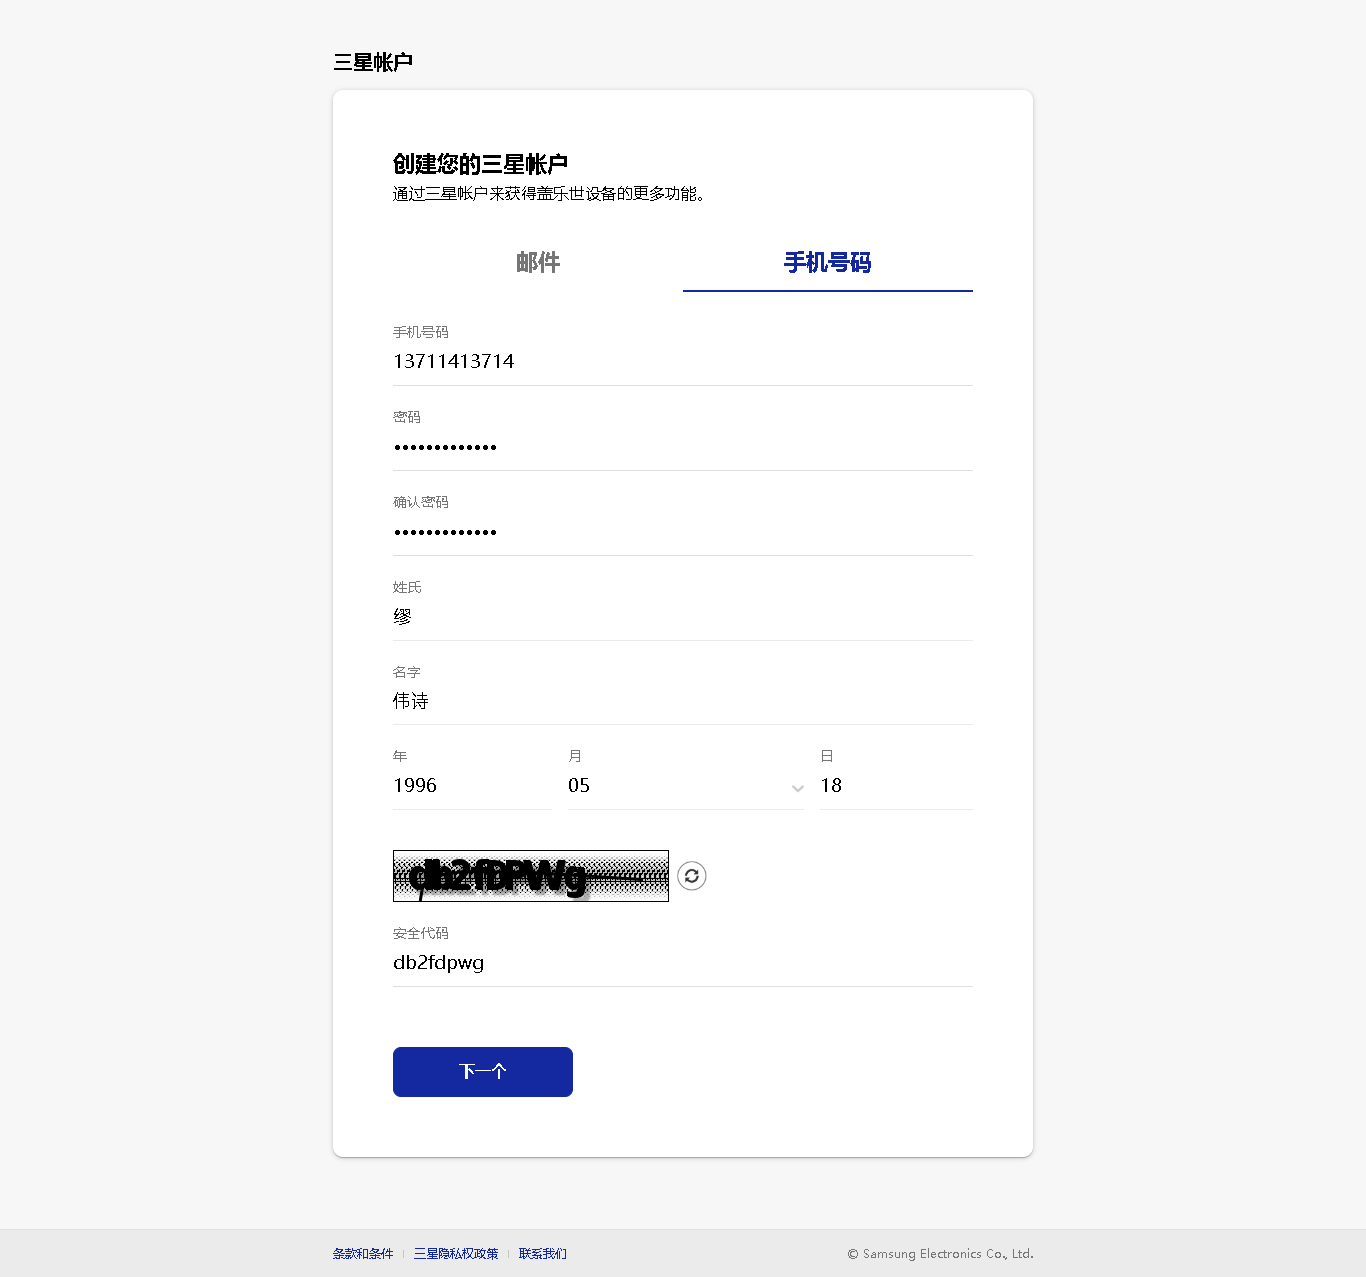 三星帐户
创建您的三星帐户
通过三星帐户来获得盖乐世设备的更多功能。
邮件 手机号码
手机号码
13711413714
密码
•••••••••••••
确认密码
•••••••••••••
姓氏
缪
名字
伟诗
年 月 日
1996 05 18
db2fDPWg
安全代码
db2fdpwg
下一个
条款和条件 | 三星隐私权政策 | 联系我们 © Samsung Electronics Co., Ltd.